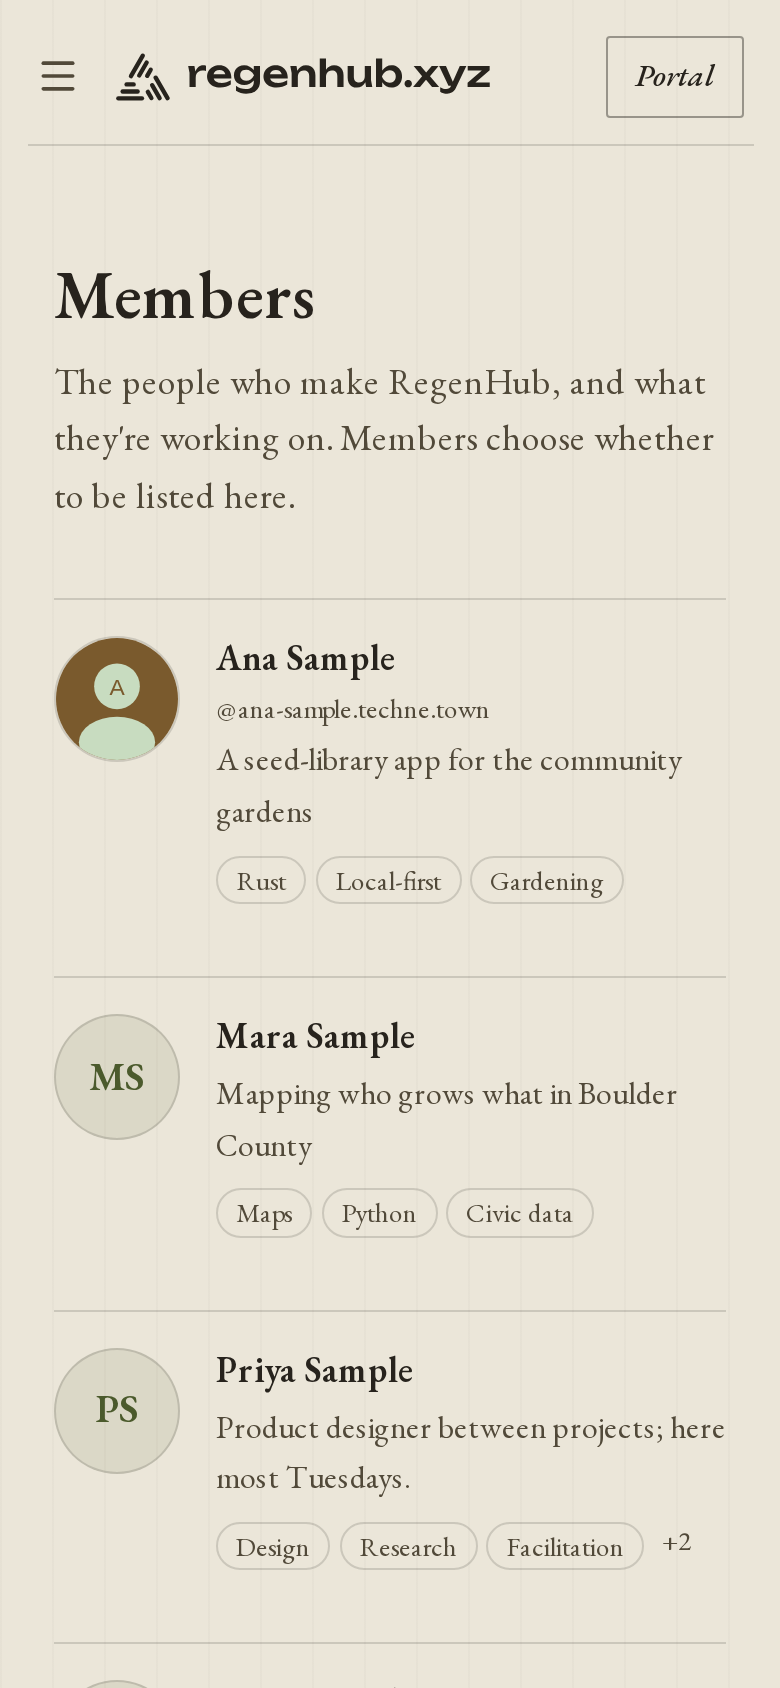 regenhub.xyz
Portal
Members
The people who make RegenHub, and what
they're working on. Members choose whether
to be listed here.
A
Ana Sample
@ana-sample.techne.town
A seed-library app for the community
gardens
Rust Local-first Gardening
MS
Mara Sample
Mapping who grows what in Boulder
County
Maps Python Civic data
PS
Priya Sample
Product designer between projects; here
most Tuesdays.
Design Research Facilitation +2